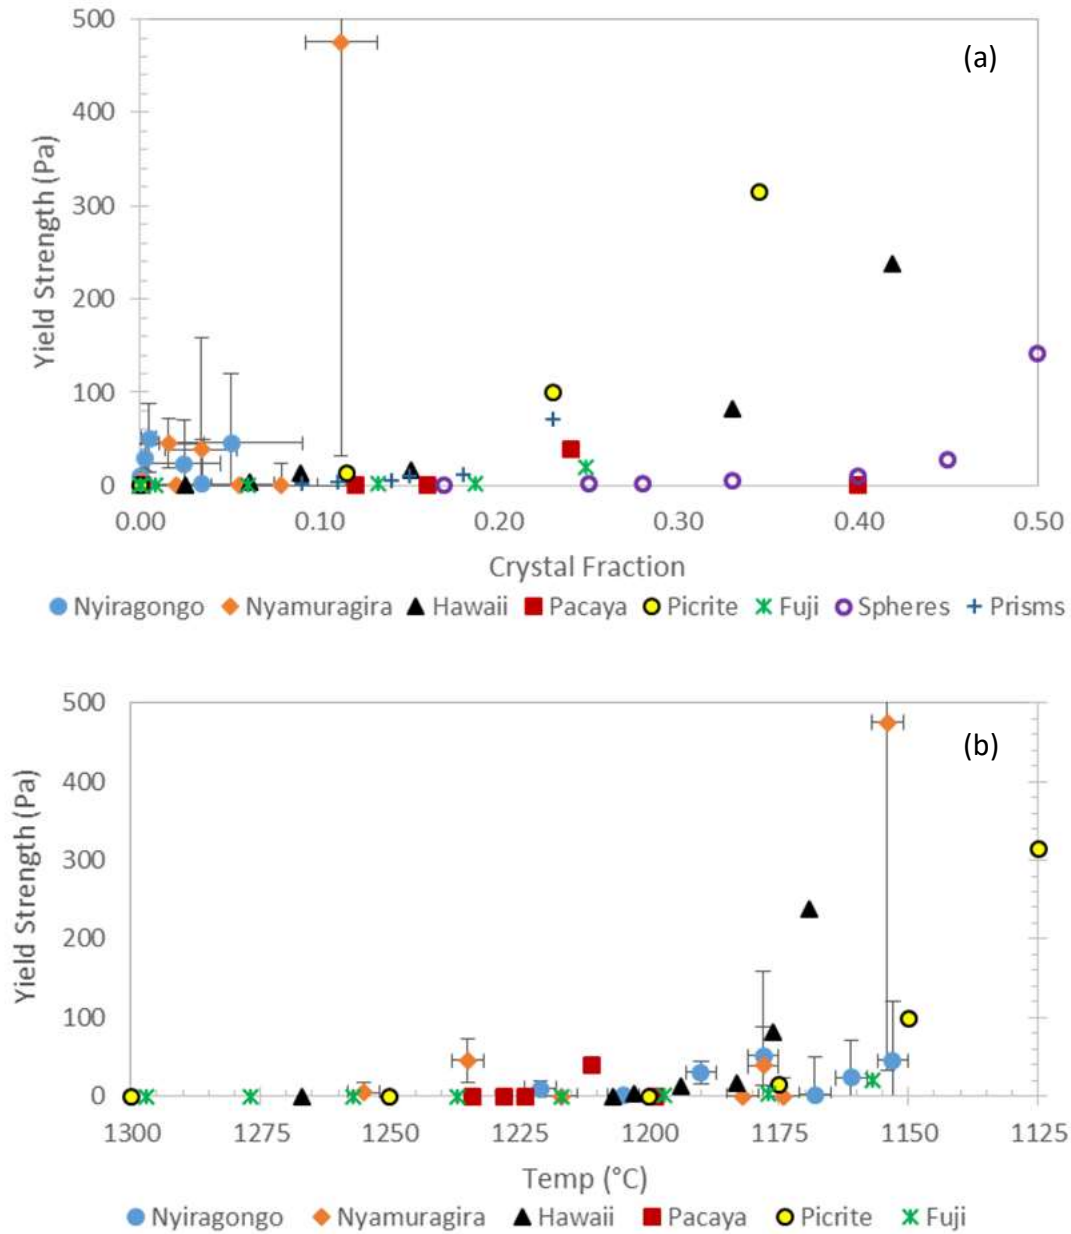 500
(a)
400
300
200
100
0
Yield Strength (Pa)
0.00 0.10 0.20 0.30 0.40 0.50
Crystal Fraction
Nyiragongo Nyamuragira Hawaii Pacaya Picrite Fuji Spheres Prisms
500
(b)
400
300
200
100
0
Yield Strength (Pa)
1300 1275 1250 1225 1200 1175 1150 1125
Temp (°C)
Nyiragongo Nyamuragira Hawaii Pacaya Picrite Fuji